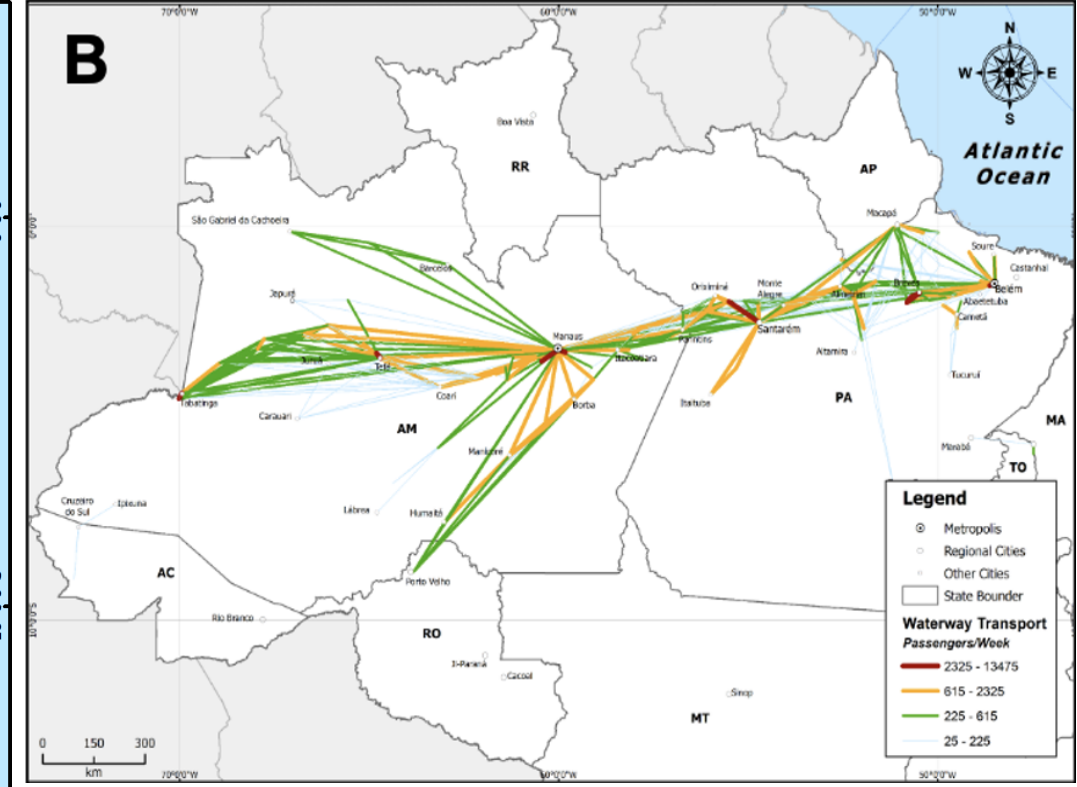 B
70°0'0"W
60°0'0"W
50°0'0"W
N
W
E
S
Atlantic
Ocean
Boa Vista
RR
AP
Macapá
São Gabriel da Cachoeira
Barcelos
Soure
Castanhal
Belém
Abaetetuba
Cametá
Japurá
Oriximiná
Monte
Alegre
Almeirim
Breves
Manaus
Parintins
Santarém
Itacoatiara
Altamira
Tucuruí
Juruá
Tefé
Tabatinga
Coari
Carauari
Borba
Itaituba
AM
PA
MA
Manicoré
Marabá
TO
Cruzeiro
do Sul
Ipixuna
Lábrea
Humaitá
AC
Porto Velho
Rio Branco
RO
Ji-Paraná
Cacoal
Sinop
MT
Legend
Metropolis
Regional Cities
Other Cities
State Bounder
Waterway Transport
Passengers/Week
2325 - 13475
615 - 2325
225 - 615
25 - 225
0 150 300
km
70°0'0"W
60°0'0"W
50°0'0"W